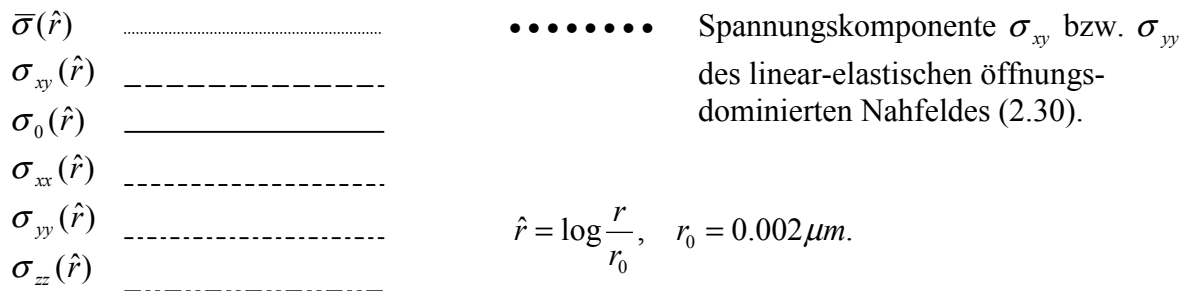 σ̅(r̂)
σ_xy(r̂)
σ_0(r̂)
σ_xx(r̂)
σ_yy(r̂)
σ_zz(r̂)
Spannungskomponente σ_xy bzw. σ_yy
des linear-elastischen öffnungs-
dominierten Nahfeldes (2.30).
r̂ = log r/r_0, r_0 = 0.002μm.